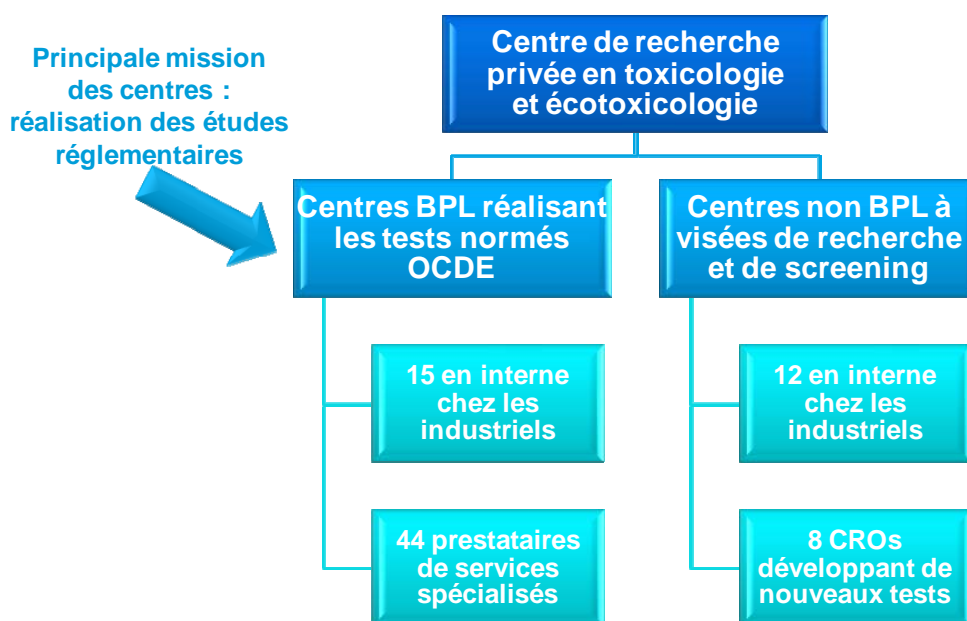 Principale mission
des centres :
réalisation des études
réglementaires
Centre de recherche
privée en toxicologie
et écotoxicologie
Centres BPL réalisant
les tests normés
OCDE
Centres non BPL à
visées de recherche
et de screening
15 en interne
chez les
industriels
12 en interne
chez les
industriels
44 prestataires
de services
spécialisés
8 CROs
développant de
nouveaux tests